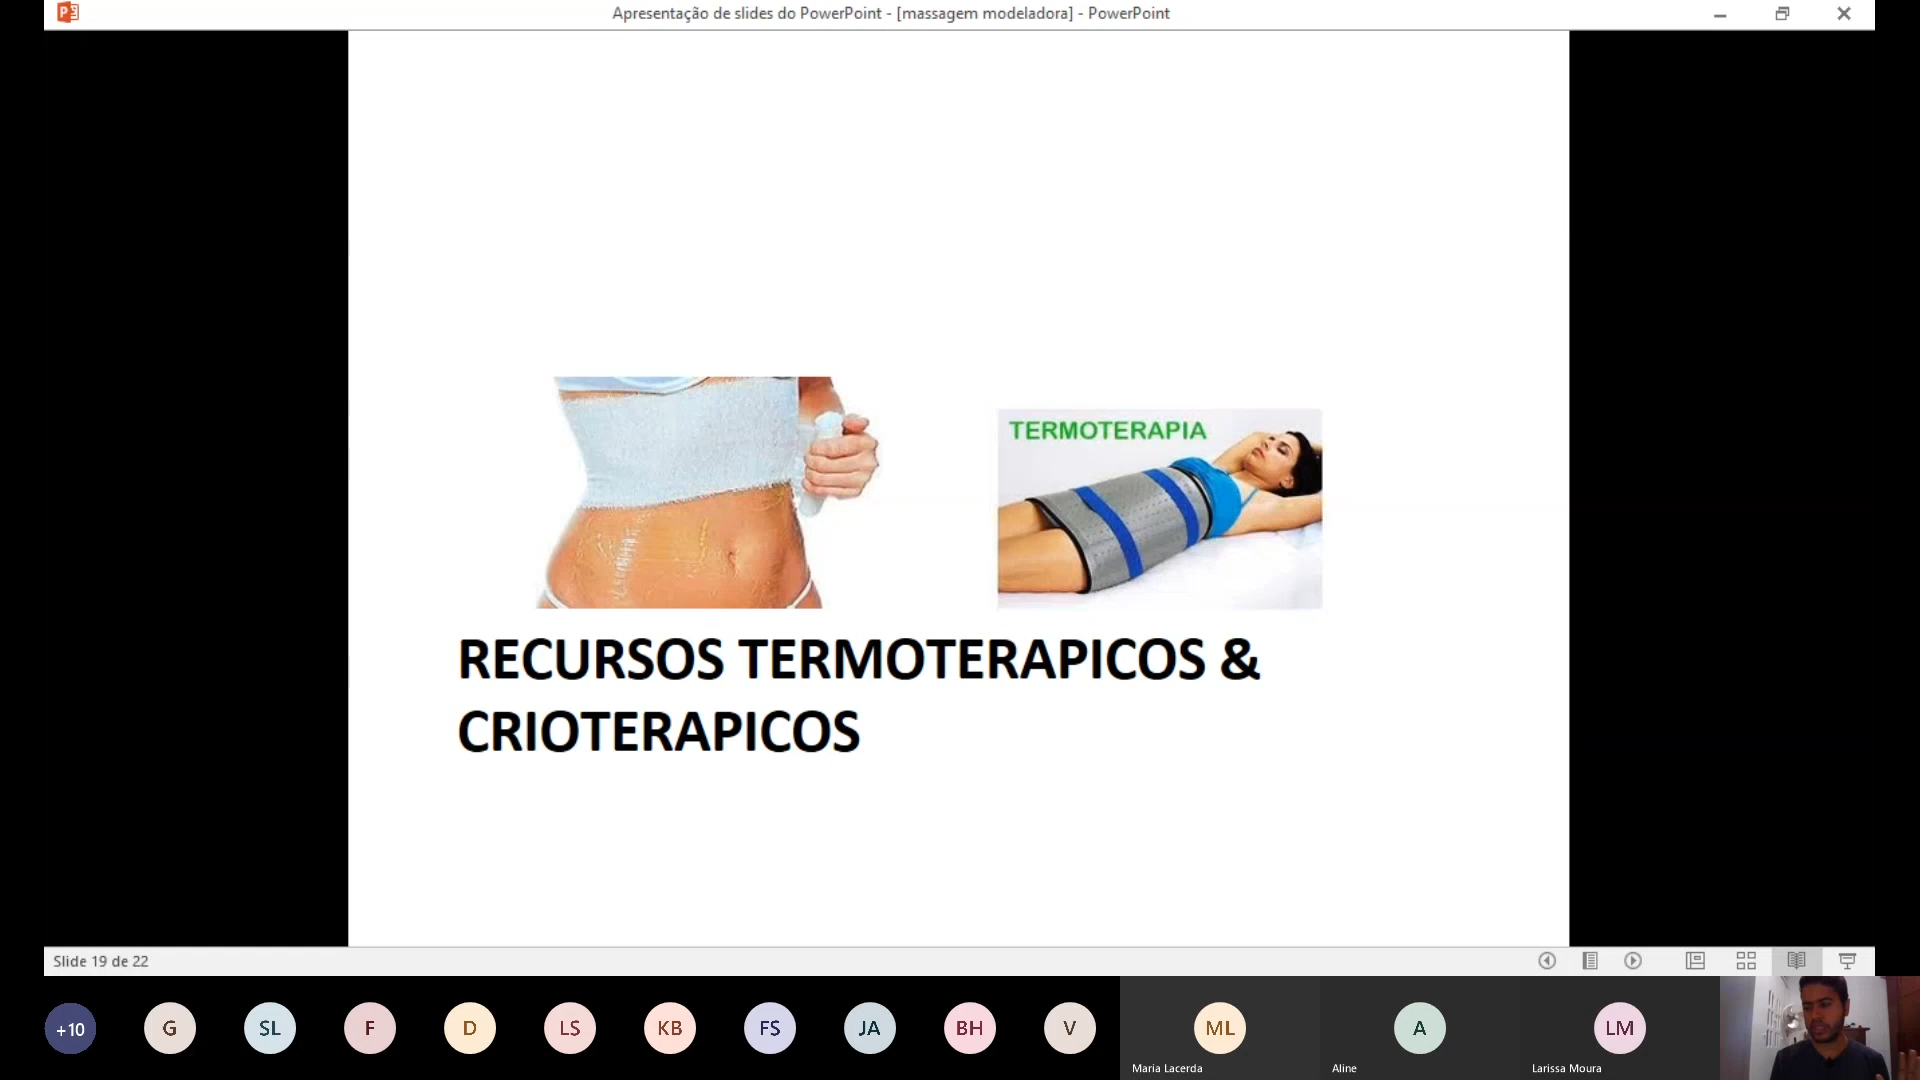 Apresentação de slides do PowerPoint - [massagem modeladora] - PowerPoint
TERMOTERAPIA
RECURSOS TERMOTERAPICOS &
CRIOTERAPICOS
Slide 19 de 22
+10
G
SL
F
D
LS
KB
FS
JA
BH
V
ML
A
LM
Maria Lacerda
Aline
Larissa Moura